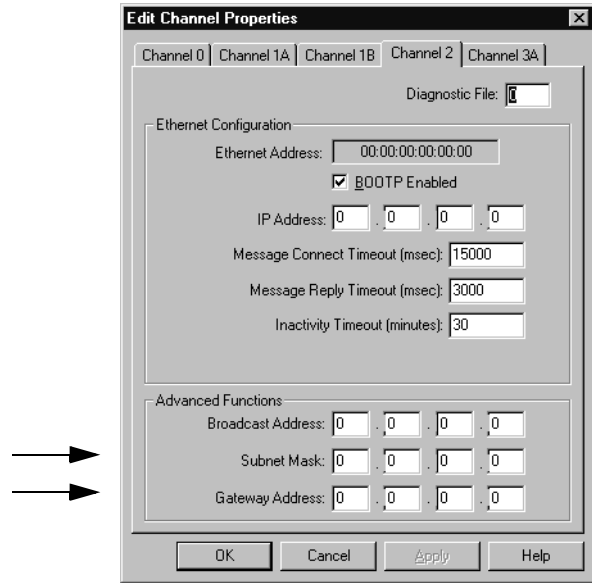 Edit Channel Properties
Channel 0 Channel 1A Channel 1B Channel 2 Channel 3A
Diagnostic File: 0
Ethernet Configuration
Ethernet Address: 00:00:00:00:00:00
BOOTP Enabled
IP Address: 0 . 0 . 0 . 0
Message Connect Timeout (msec): 15000
Message Reply Timeout (msec): 3000
Inactivity Timeout (minutes): 30
Advanced Functions
Broadcast Address: 0 . 0 . 0 . 0
Subnet Mask: 0 . 0 . 0 . 0
Gateway Address: 0 . 0 . 0 . 0
OK Cancel Apply Help